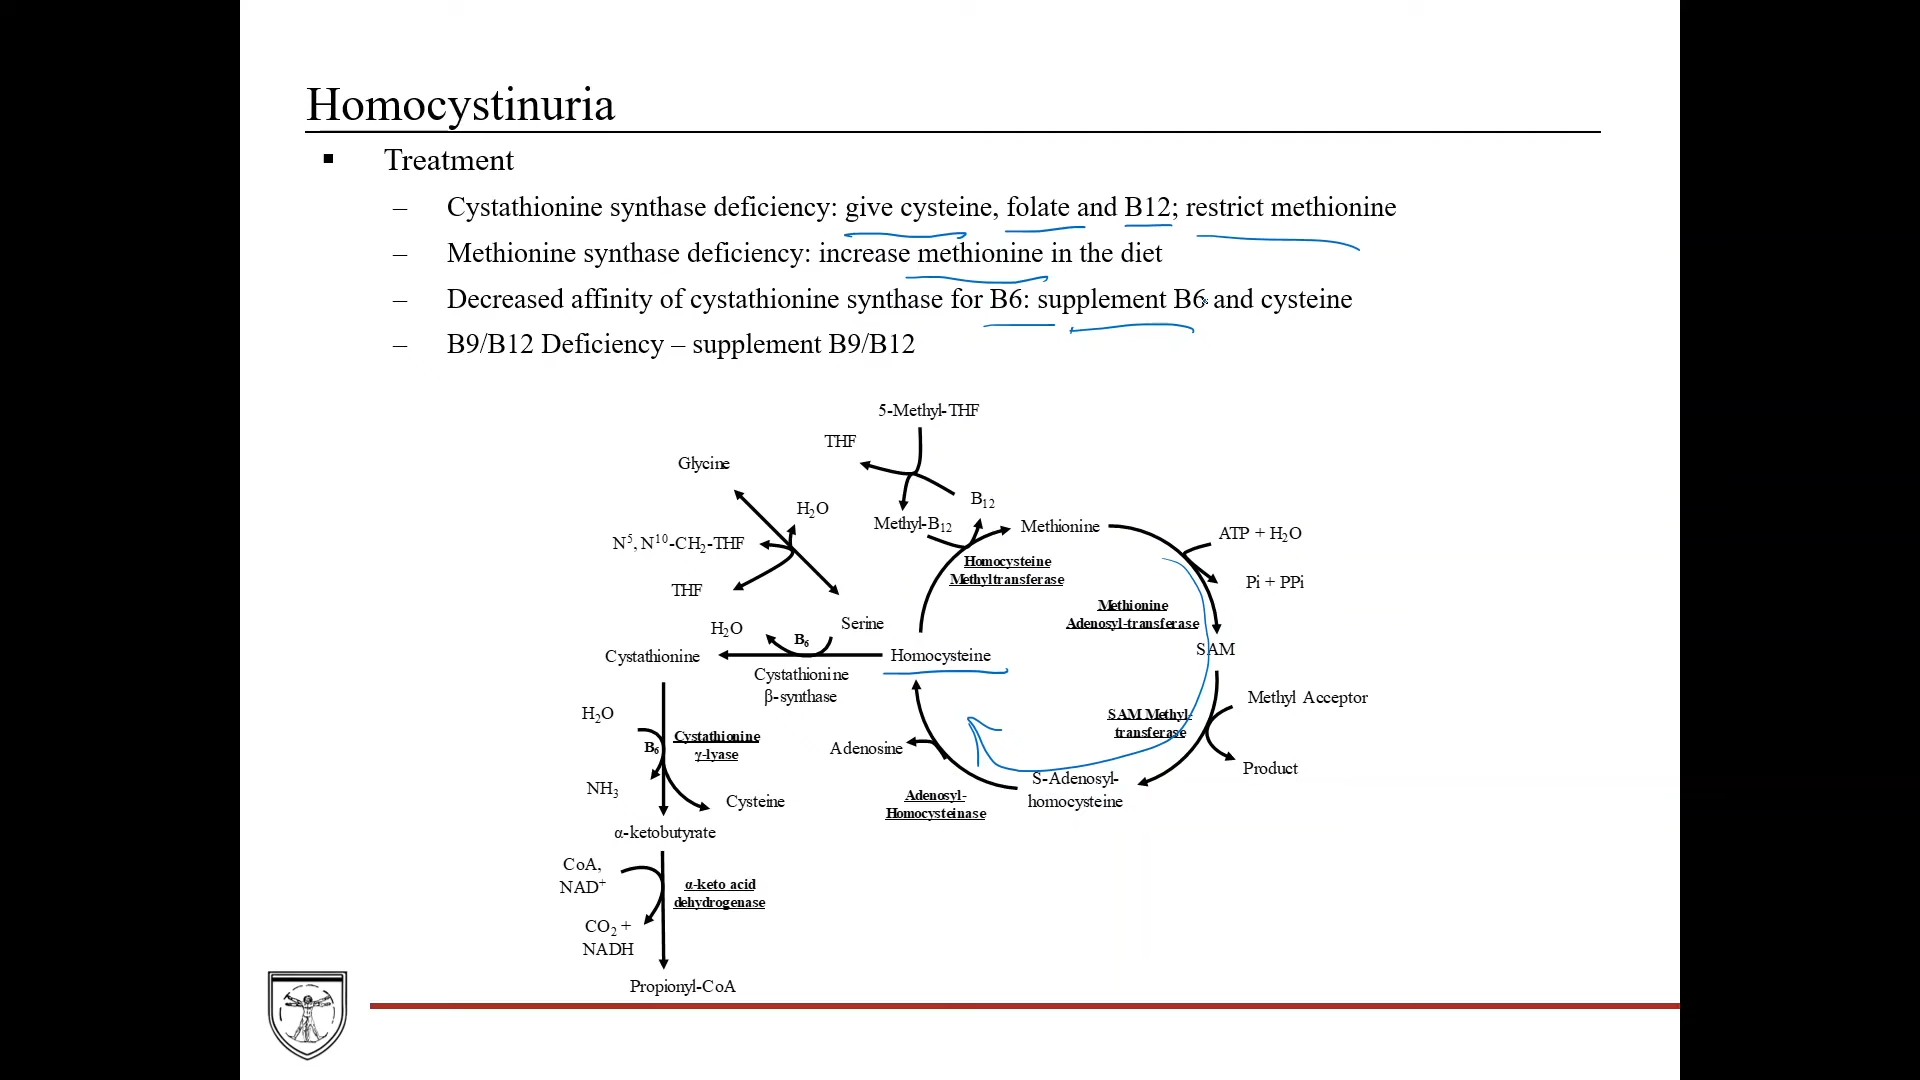 Homocystinuria
▪ Treatment
– Cystathionine synthase deficiency: give cysteine, folate and B12; restrict methionine
– Methionine synthase deficiency: increase methionine in the diet
– Decreased affinity of cystathionine synthase for B6: supplement B6 and cysteine
– B9/B12 Deficiency – supplement B9/B12
5-Methyl-THF
THF
Glycine
B12
H2O
Methyl-B12
Methionine
ATP + H2O
N5, N10-CH2-THF
Homocysteine
Methyltransferase
Pi + PPi
THF
Methionine
Adenosyl-transferase
Serine
H2O
B6
SAM
Cystathionine
Homocysteine
Cystathionine
β-synthase
Methyl Acceptor
H2O
SAM Methyl-
transferase
Cystathionine
γ-lyase
B6
Adenosine
Product
NH3
S-Adenosyl-
homocysteine
Cysteine
Adenosyl-
Homocysteinase
α-ketobutyrate
CoA,
NAD+
α-keto acid
dehydrogenase
CO2 +
NADH
Propionyl-CoA